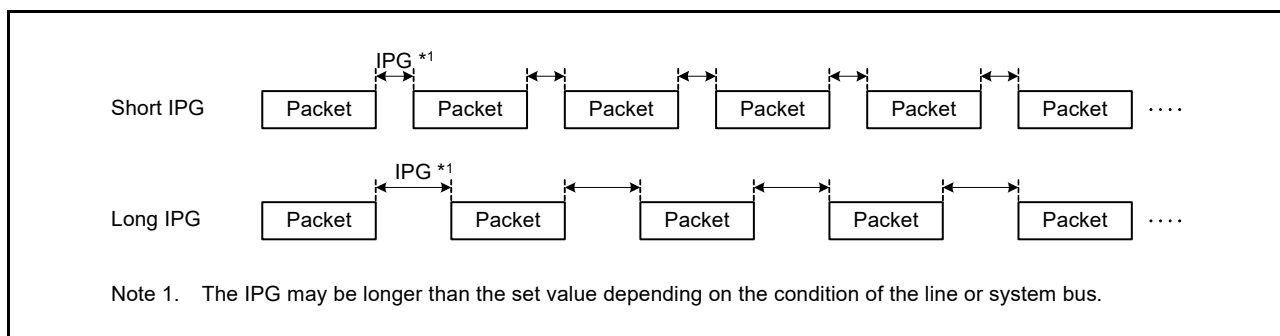 IPG *1
Short IPG Packet Packet Packet Packet Packet Packet ····
IPG *1
Long IPG Packet Packet Packet Packet Packet ····
Note 1. The IPG may be longer than the set value depending on the condition of the line or system bus.